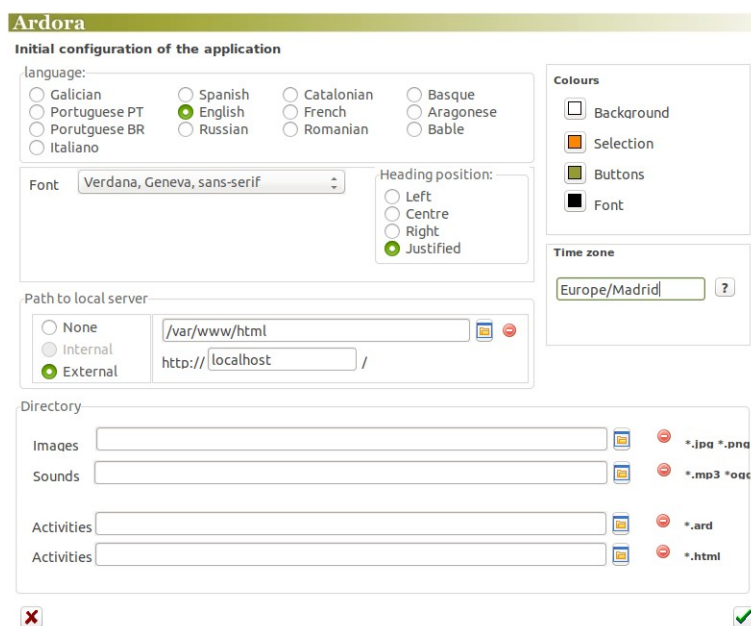 Ardora
Initial configuration of the application
language:
Galician
Spanish
Catalonian
Basque
Portuguese PT
English
French
Aragonese
Porutguese BR
Russian
Romanian
Bable
Italiano
Font
Verdana, Geneva, sans-serif
Heading position:
Left
Centre
Right
Justified
Colours
Background
Selection
Buttons
Font
Time zone
Europe/Madrid
?
Path to local server
None
Internal
External
/var/www/html
http:// localhost /
Directory
Images
*.jpg *.png
Sounds
*.mp3 *ogg
Activities
*.ard
Activities
*.html